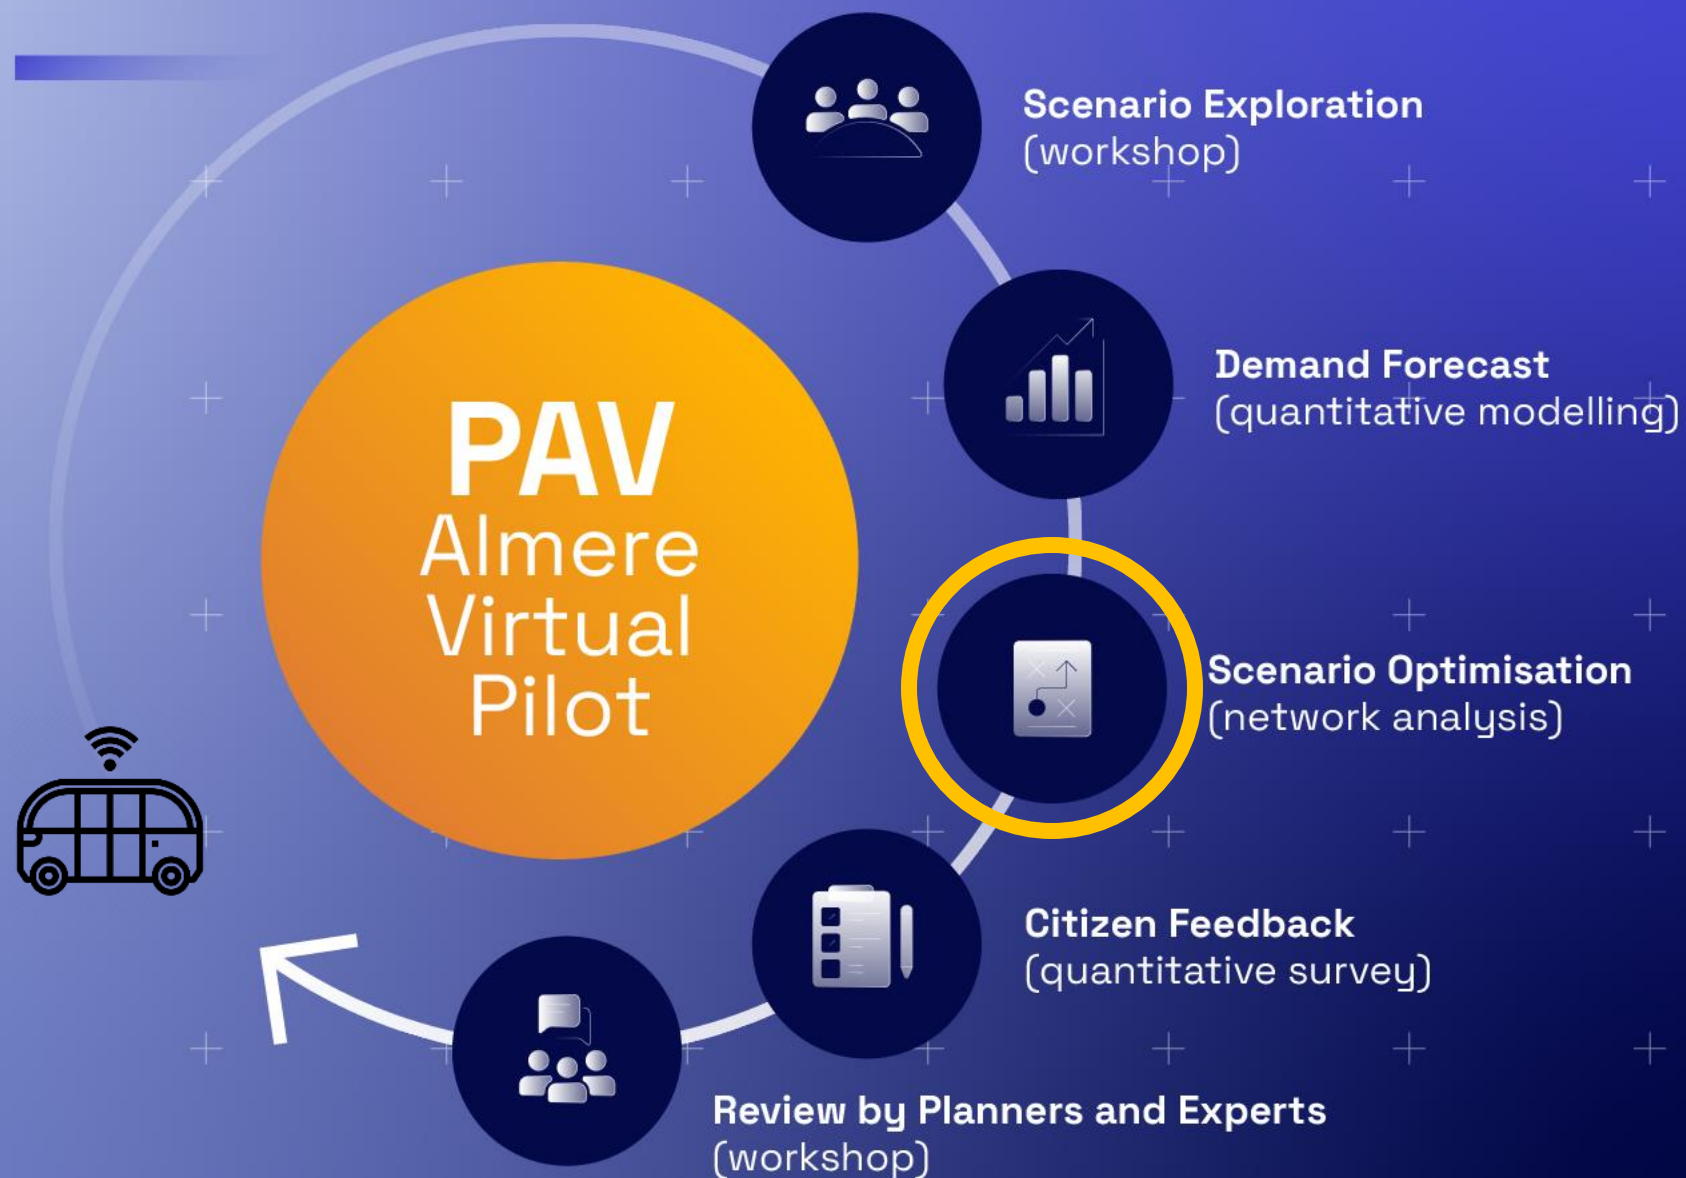 Scenario Exploration
(workshop)
Demand Forecast
(quantitative modelling)
PAV
Almere
Virtual
Pilot
Scenario Optimisation
(network analysis)
Citizen Feedback
(quantitative survey)
Review by Planners and Experts
(workshop)